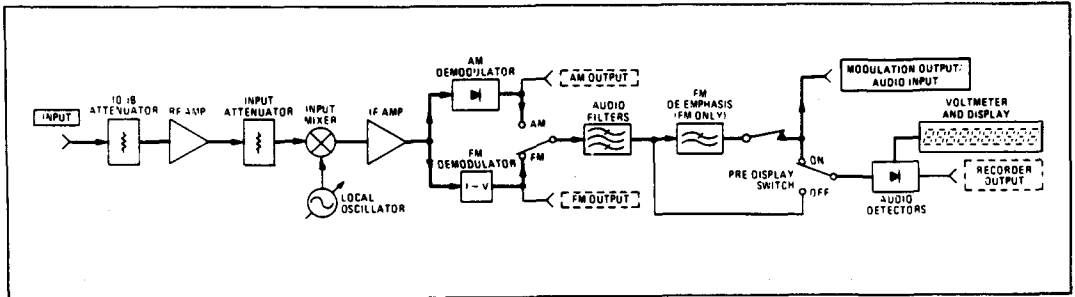 INPUT
10 dB
ATTENUATOR
RF AMP
INPUT
ATTENUATOR
INPUT
MIXER
LOCAL
OSCILLATOR
IF AMP
AM
DEMODULATOR
AM OUTPUT
AM
FM
DEMODULATOR
FM
FM OUTPUT
AUDIO
FILTERS
FM
DE EMPHASIS
(FM ONLY)
PRE DISPLAY
SWITCH
ON
OFF
MODULATION OUTPUT/
AUDIO INPUT
VOLTMETER
AND DISPLAY
AUDIO
DETECTORS
RECORDER
OUTPUT